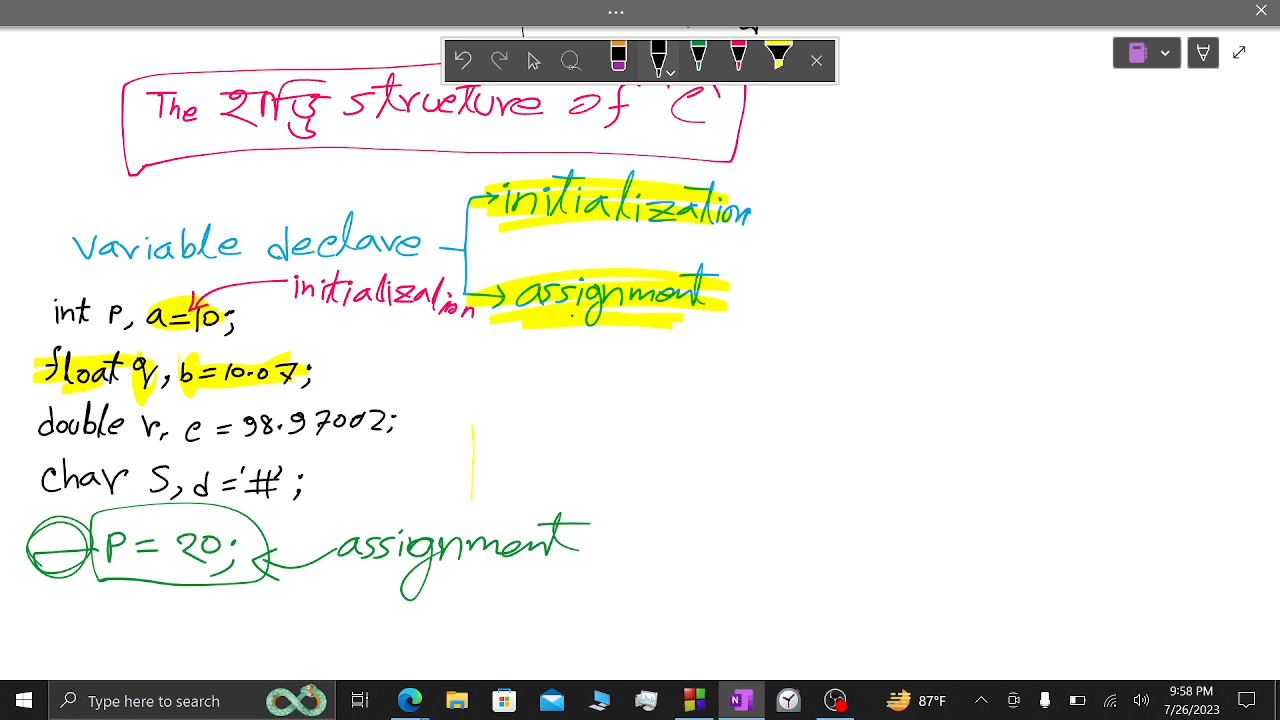 The হাড্ডি structure of 'C'
initialization
variable declare
initialization
assignment
int p, a=10;
float q, b=10.07;
double r, c = 98.97002;
char S, d='#';
p = 20;
assignment
Type here to search
87°F
9:58 PM
7/26/2023